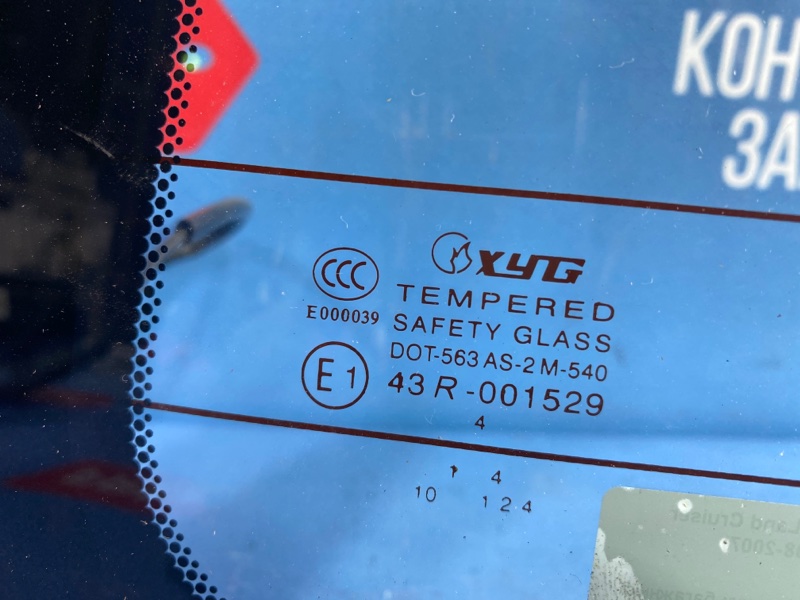 КОН
ЗА
XYG
CCC
TEMPERED
E000039
SAFETY GLASS
DOT-563 AS-2 M-540
E1
43 R-001529
4
4
10
1 2 4
Land Cruiser
-2007